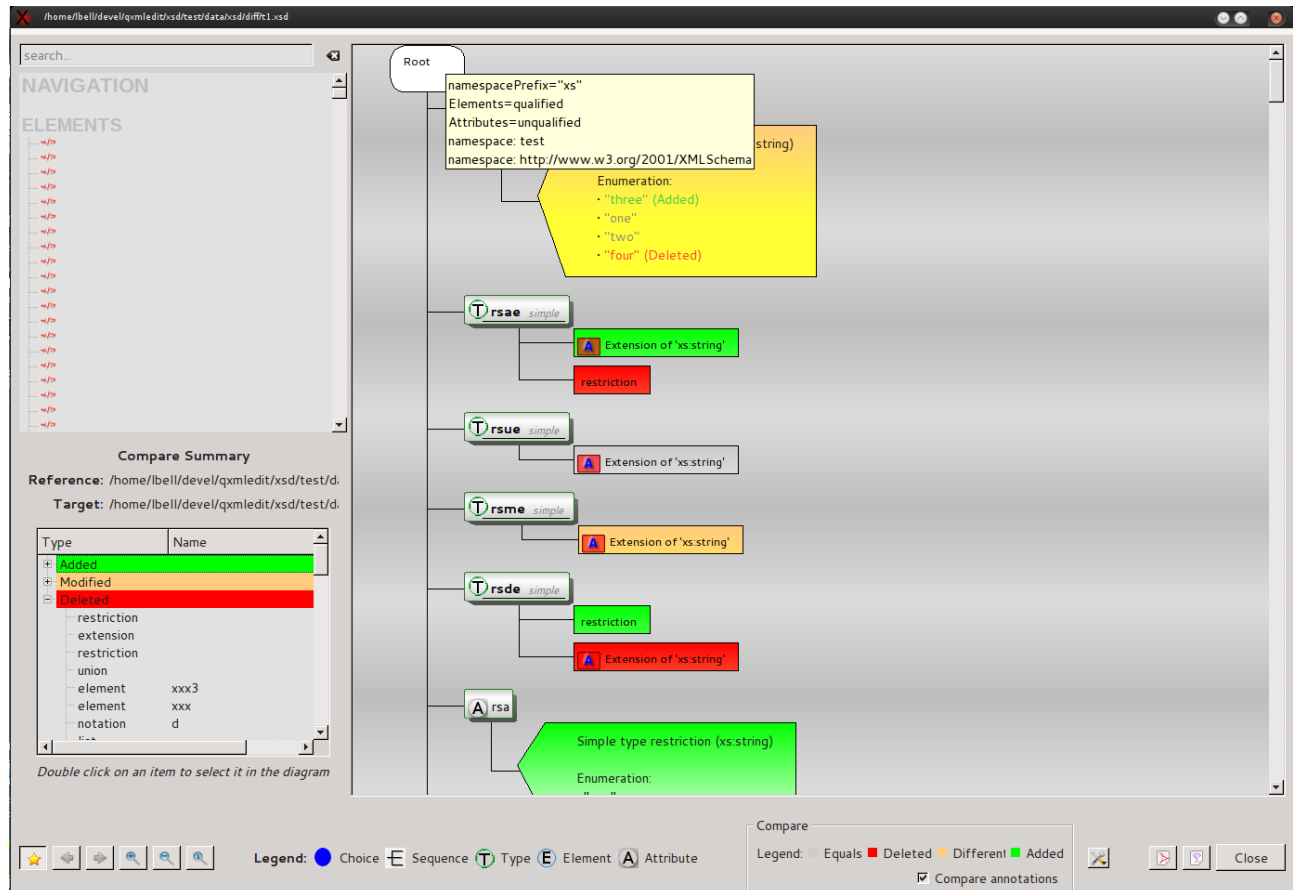 /home/lbell/devel/qxmledit/xsd/test/data/xsd/diff/t1.xsd
search...
NAVIGATION
ELEMENTS
Root
namespacePrefix="xs"
Elements=qualified
Attributes=unqualified
namespace: test
namespace: http://www.w3.org/2001/XMLSchema
string)
Enumeration:
· "three" (Added)
· "one"
· "two"
· "four" (Deleted)
T rsae simple
A Extension of 'xs:string'
restriction
T rsue simple
A Extension of 'xs:string'
T rsme simple
A Extension of 'xs:string'
T rsde simple
restriction
A Extension of 'xs:string'
A rsa
Simple type restriction (xs:string)
Enumeration:
Compare Summary
Reference: /home/lbell/devel/qxmledit/xsd/test/d
Target: /home/lbell/devel/qxmledit/xsd/test/d
Type Name
Added
Modified
Deleted
restriction
extension
restriction
union
element xxx3
element xxx
notation d
list
Double click on an item to select it in the diagram
Legend: Choice Sequence T Type E Element A Attribute
Compare
Legend: Equals Deleted Different Added
Compare annotations
Close